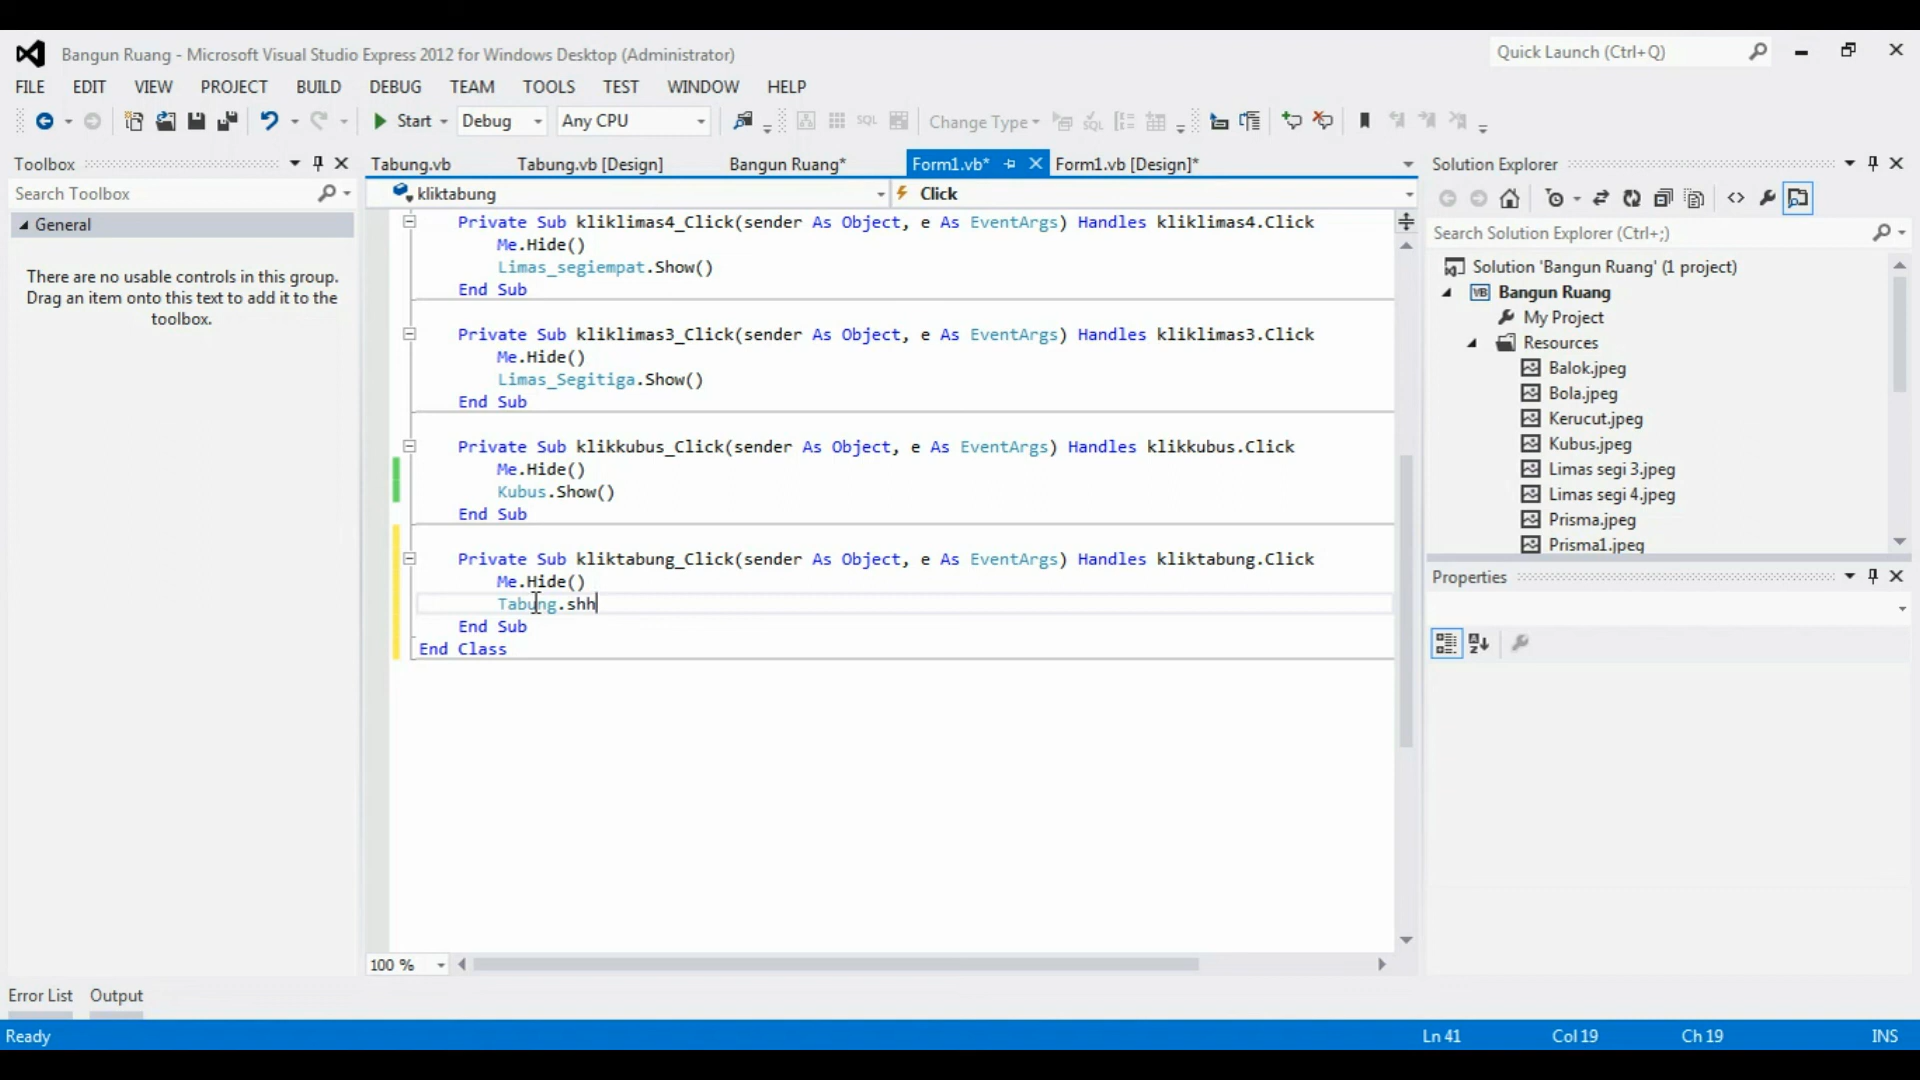 Bangun Ruang - Microsoft Visual Studio Express 2012 for Windows Desktop (Administrator)
Quick Launch (Ctrl+Q)
FILE EDIT VIEW PROJECT BUILD DEBUG TEAM TOOLS TEST WINDOW HELP
Start Debug Any CPU SQL Change Type SQL
Toolbox
Search Toolbox
General
There are no usable controls in this group.
Drag an item onto this text to add it to the
toolbox.
Tabung.vb Tabung.vb [Design] Bangun Ruang* Form1.vb* Form1.vb [Design]*
kliktabung Click
Private Sub kliklimas4_Click(sender As Object, e As EventArgs) Handles kliklimas4.Click
Me.Hide()
Limas_segiempat.Show()
End Sub
Private Sub kliklimas3_Click(sender As Object, e As EventArgs) Handles kliklimas3.Click
Me.Hide()
Limas_Segitiga.Show()
End Sub
Private Sub klikkubus_Click(sender As Object, e As EventArgs) Handles klikkubus.Click
Me.Hide()
Kubus.Show()
End Sub
Private Sub kliktabung_Click(sender As Object, e As EventArgs) Handles kliktabung.Click
Me.Hide()
Tabung.shh
End Sub
End Class
100 %
Solution Explorer
Search Solution Explorer (Ctrl+;)
Solution 'Bangun Ruang' (1 project)
VB Bangun Ruang
My Project
Resources
Balok.jpeg
Bola.jpeg
Kerucut.jpeg
Kubus.jpeg
Limas segi 3.jpeg
Limas segi 4.jpeg
Prisma.jpeg
Prisma1.jpeg
Properties
Error List Output
Ready Ln 41 Col 19 Ch 19 INS